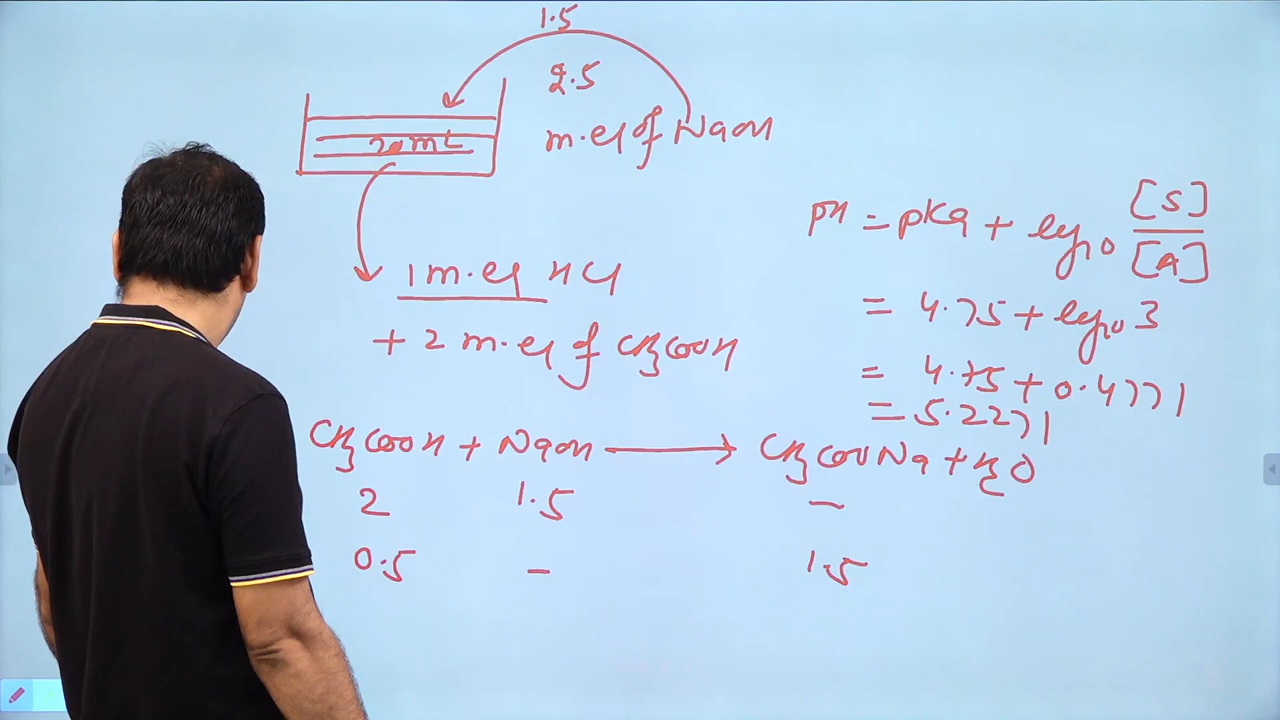 1.5
2.5
20 mL
m.eq of NaOH
1 m.eq HCl
+ 2 m.eq of CH3COOH
pH = pKa + log10 [S]/[A]
= 4.75 + log10 3
= 4.75 + 0.4771
= 5.2271
CH3COOH + NaOH → CH3COONa + H2O
2 1.5 –
0.5 – 1.5